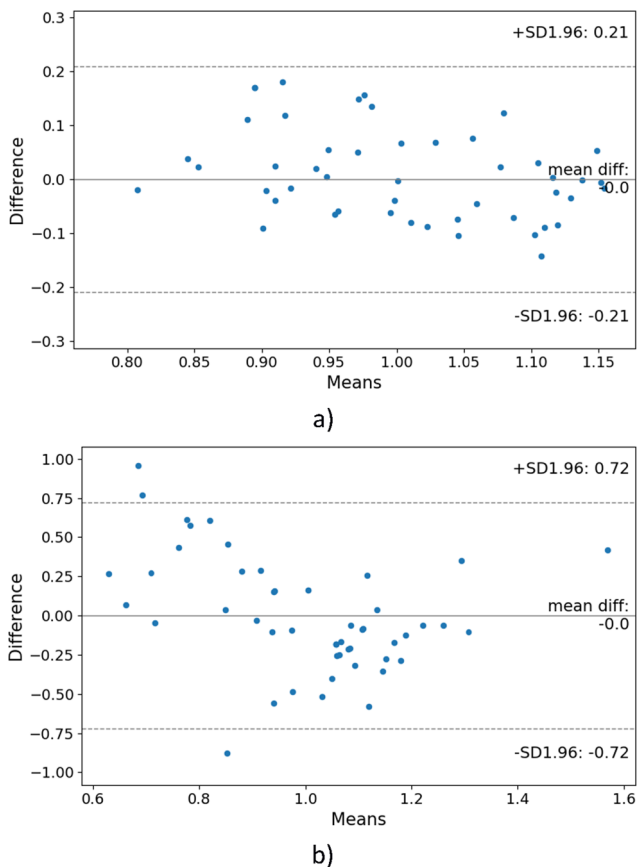 0.3
+SD1.96: 0.21
0.2
0.1
mean diff:
0.0
-0.0
Difference
−0.1
−0.2
-SD1.96: -0.21
−0.3
0.80 0.85 0.90 0.95 1.00 1.05 1.10 1.15
Means
a)
1.00
+SD1.96: 0.72
0.75
0.50
0.25
mean diff:
0.00
-0.0
Difference
−0.25
−0.50
−0.75
-SD1.96: -0.72
−1.00
0.6 0.8 1.0 1.2 1.4 1.6
Means
b)